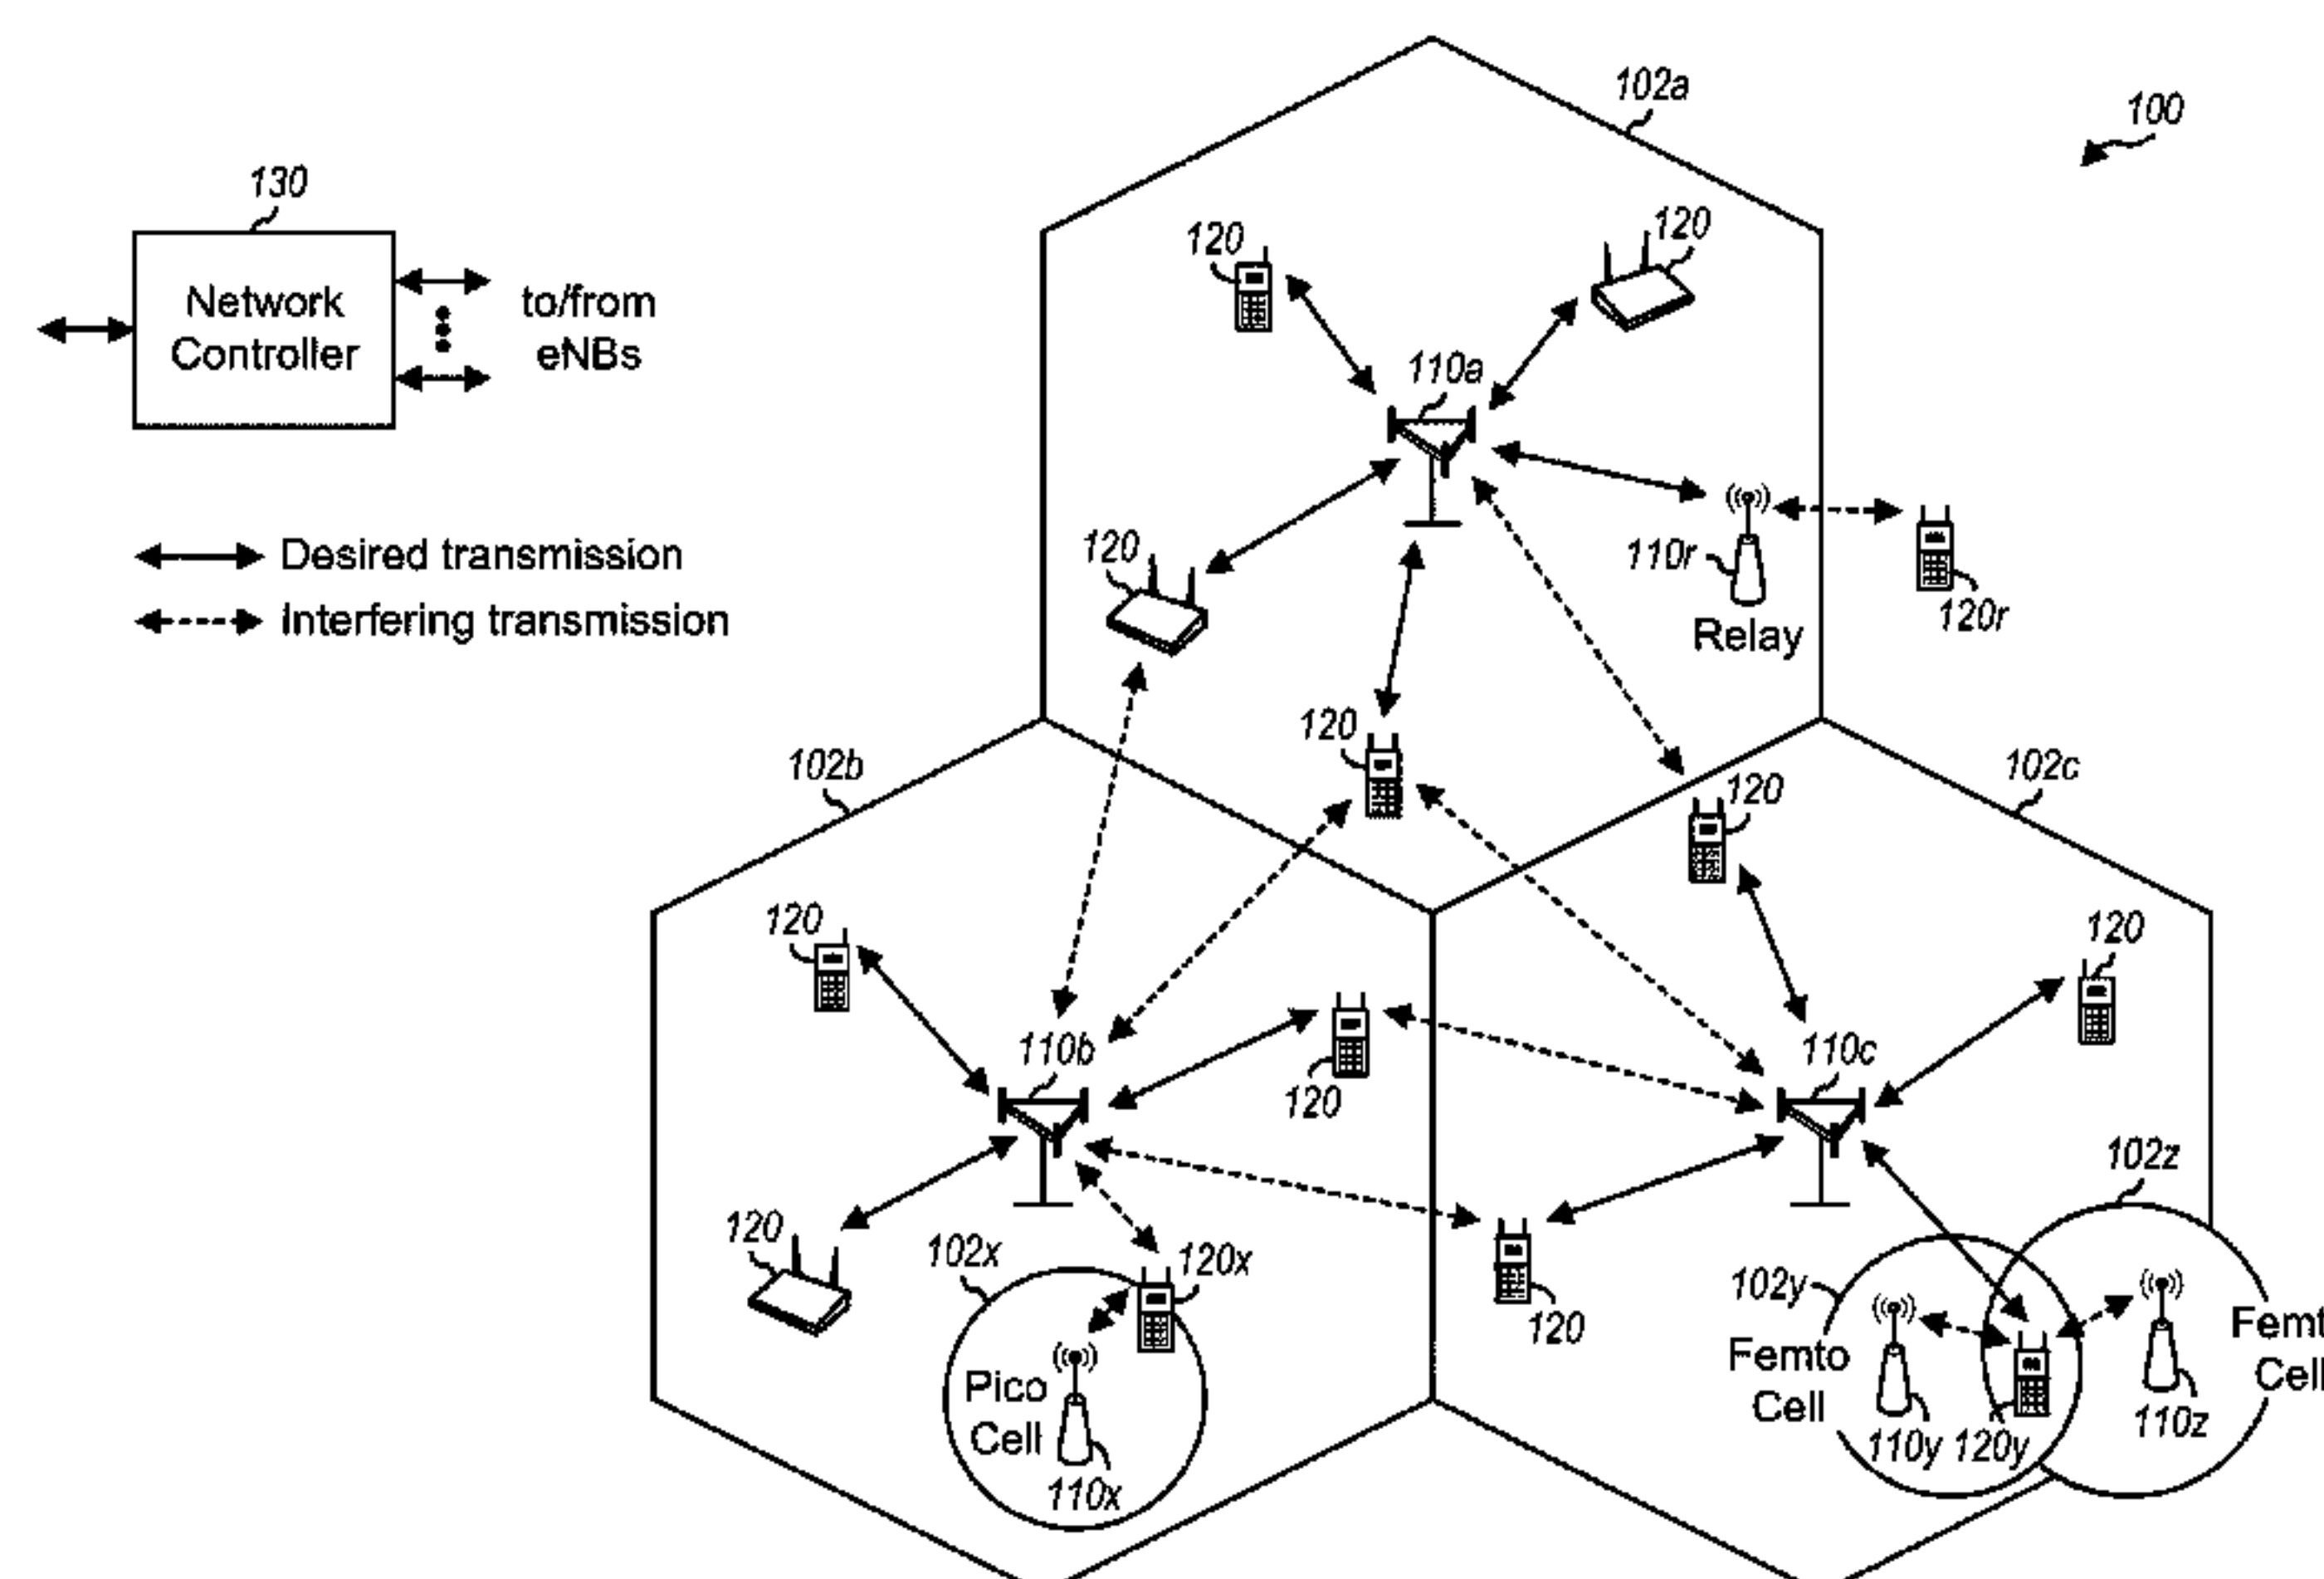 102a
100
130
120
120
Network
Controller
to/from
eNBs
110a
Desired transmission
Interfering transmission
120
110r
120r
Relay
120
102b
102c
120
120
120
110b
110c
120
102z
120
102x
120x
102y
120
Femto
Cell
Femt
Cell
Pico
Cell
110x
110y
120y
110z